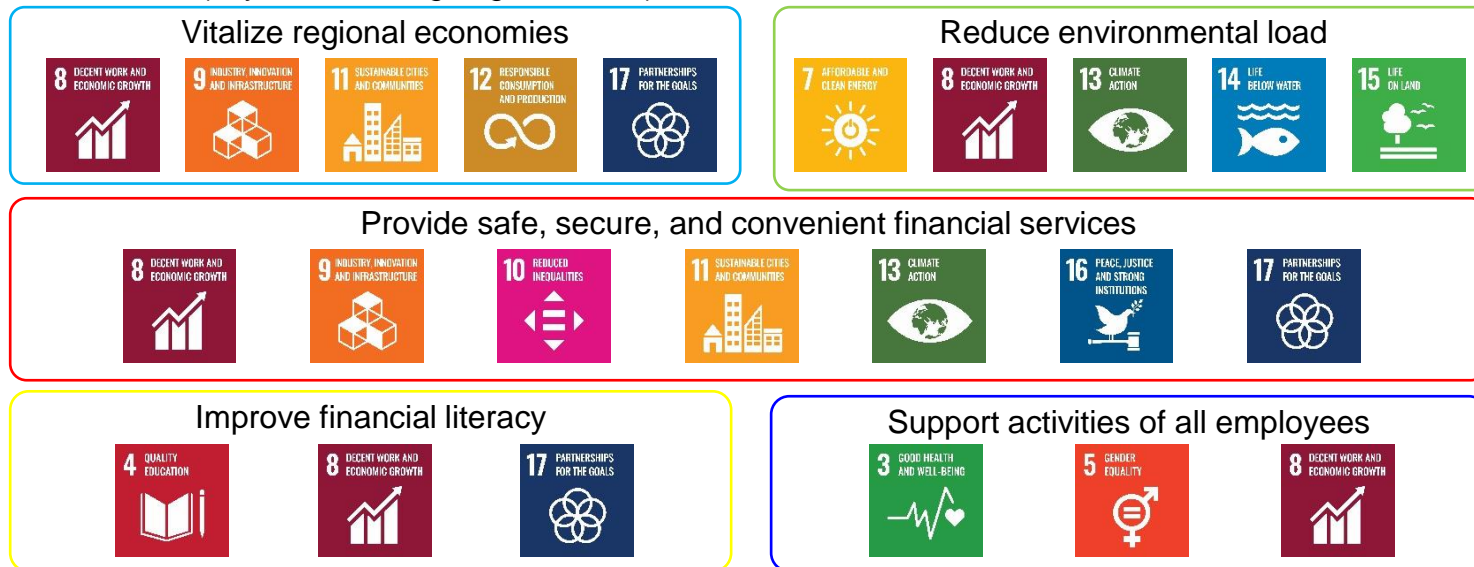 Vitalize regional economies
8 DECENT WORK AND
ECONOMIC GROWTH
9 INDUSTRY, INNOVATION
AND INFRASTRUCTURE
11 SUSTAINABLE CITIES
AND COMMUNITIES
12 RESPONSIBLE
CONSUMPTION
AND PRODUCTION
17 PARTNERSHIPS
FOR THE GOALS
Reduce environmental load
7 AFFORDABLE AND
CLEAN ENERGY
8 DECENT WORK AND
ECONOMIC GROWTH
13 CLIMATE
ACTION
14 LIFE
BELOW WATER
15 LIFE
ON LAND
Provide safe, secure, and convenient financial services
8 DECENT WORK AND
ECONOMIC GROWTH
9 INDUSTRY, INNOVATION
AND INFRASTRUCTURE
10 REDUCED
INEQUALITIES
11 SUSTAINABLE CITIES
AND COMMUNITIES
13 CLIMATE
ACTION
16 PEACE, JUSTICE
AND STRONG
INSTITUTIONS
17 PARTNERSHIPS
FOR THE GOALS
Improve financial literacy
4 QUALITY
EDUCATION
8 DECENT WORK AND
ECONOMIC GROWTH
17 PARTNERSHIPS
FOR THE GOALS
Support activities of all employees
3 GOOD HEALTH
AND WELL-BEING
5 GENDER
EQUALITY
8 DECENT WORK AND
ECONOMIC GROWTH